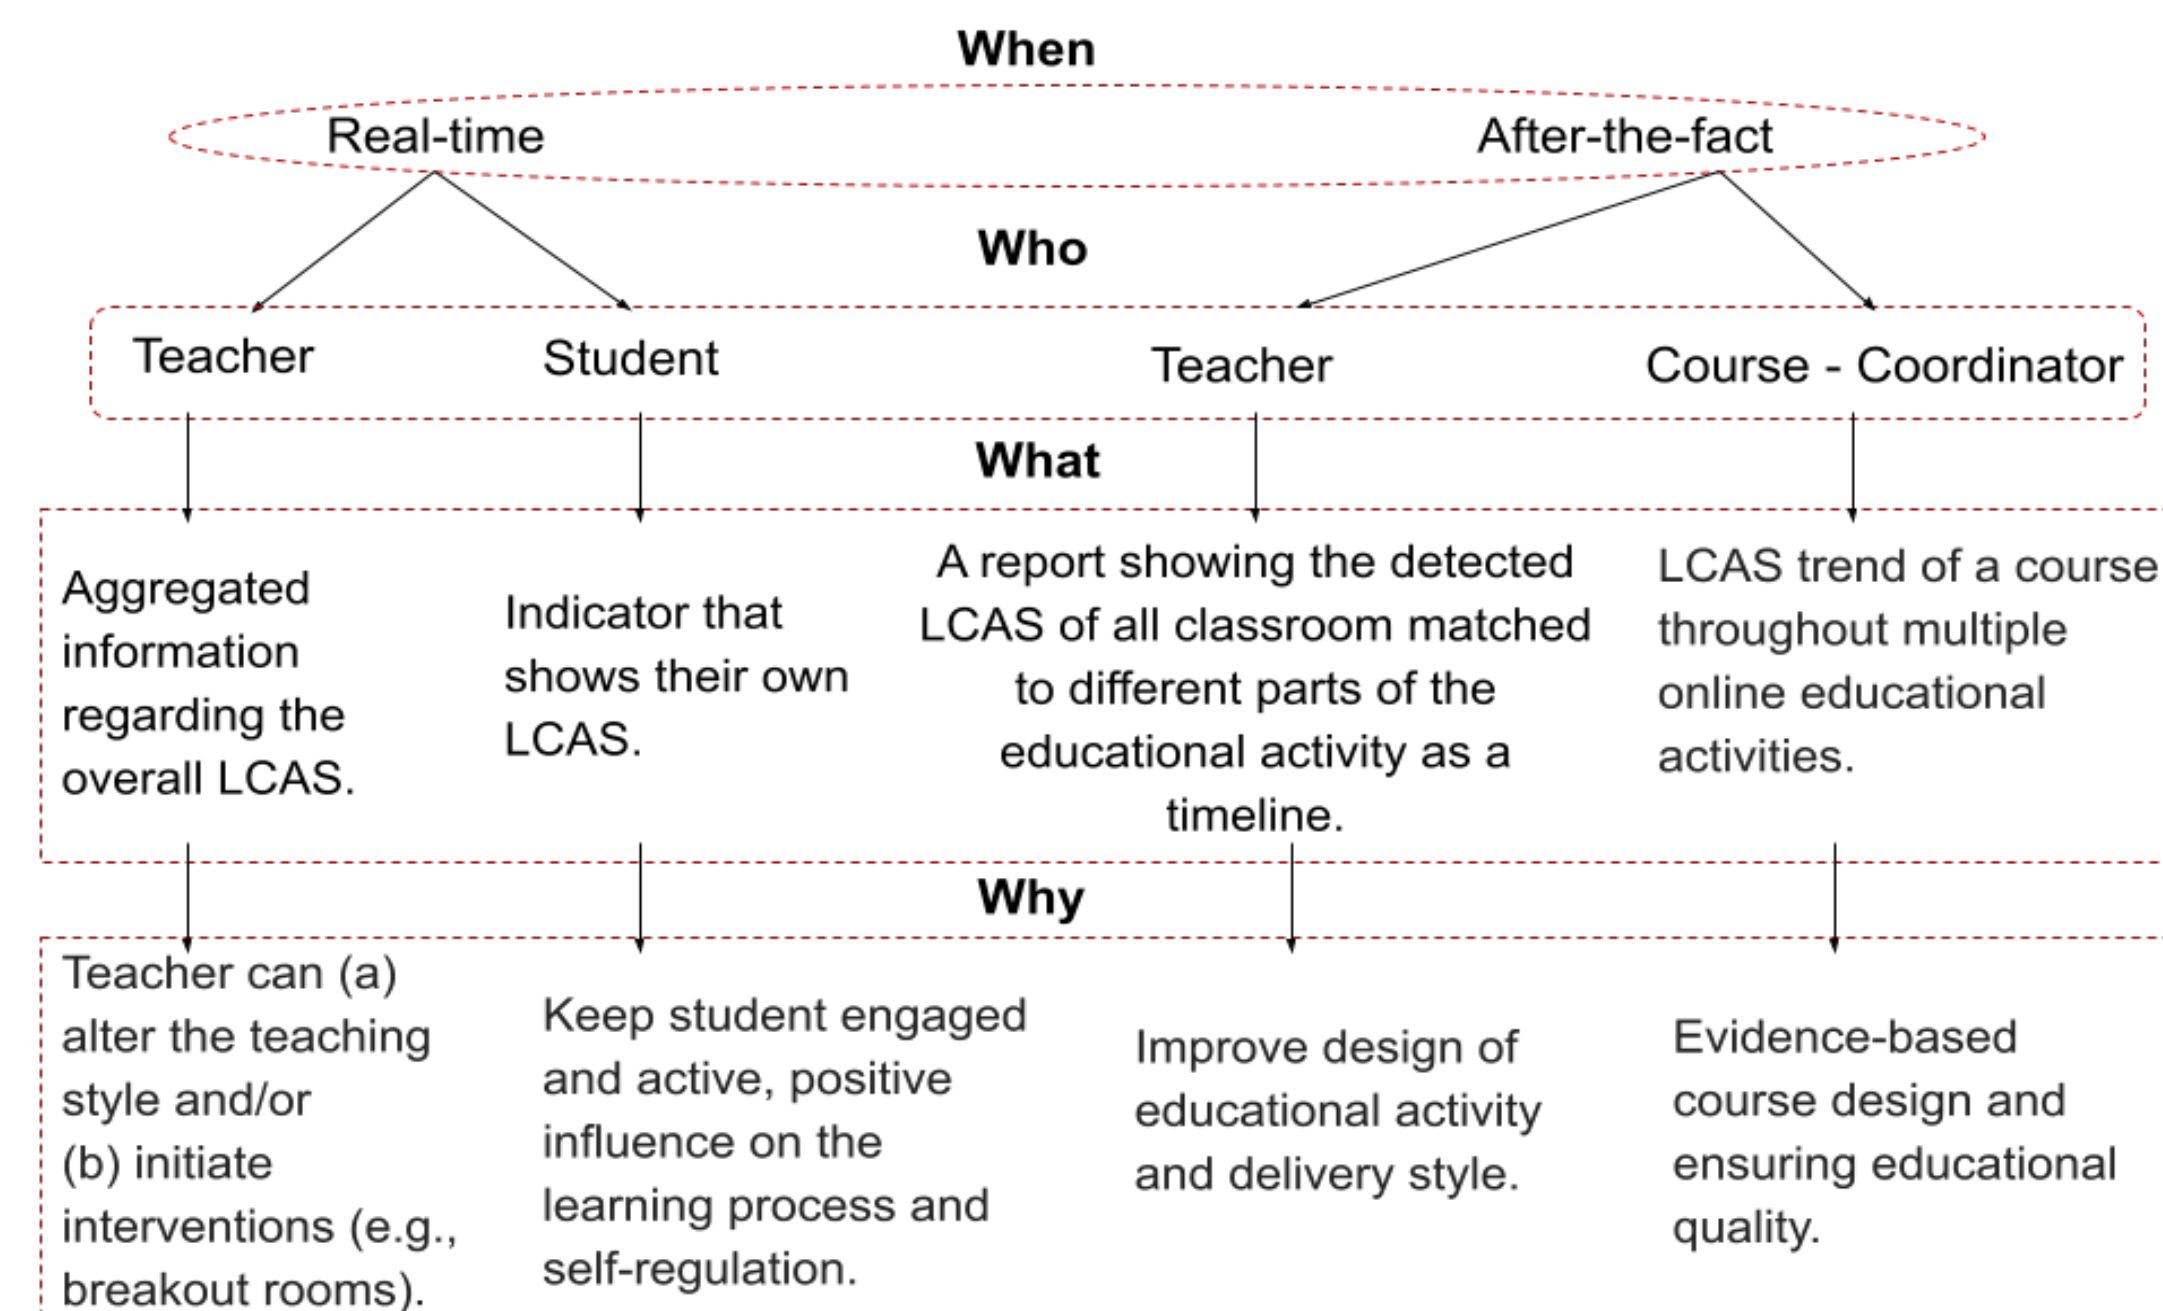 When
Real-time
After-the-fact
Who
Teacher
Student
Teacher
Course - Coordinator
What
Aggregated
information
regarding the
overall LCAS.
Indicator that
shows their own
LCAS.
A report showing the detected
LCAS of all classroom matched
to different parts of the
educational activity as a
timeline.
LCAS trend of a course
throughout multiple
online educational
activities.
Why
Teacher can (a)
alter the teaching
style and/or
(b) initiate
interventions (e.g.,
breakout rooms).
Keep student engaged
and active, positive
influence on the
learning process and
self-regulation.
Improve design of
educational activity
and delivery style.
Evidence-based
course design and
ensuring educational
quality.